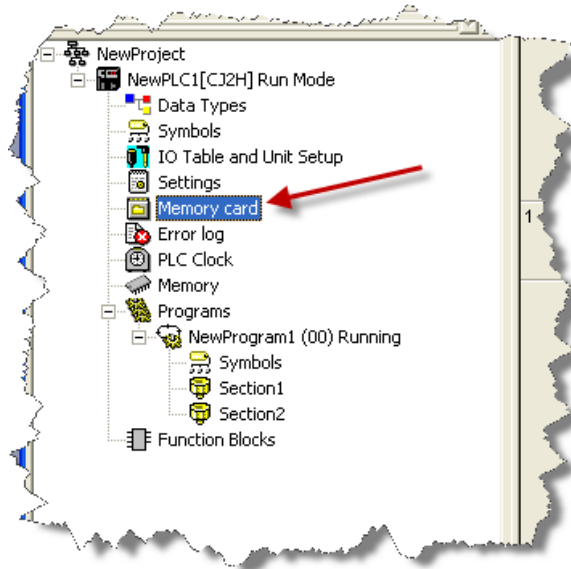 NewProject
NewPLC1[CJ2H] Run Mode
Data Types
Symbols
IO Table and Unit Setup
Settings
Memory card
Error log
PLC Clock
Memory
Programs
NewProgram1 (00) Running
Symbols
Section1
Section2
Function Blocks
1